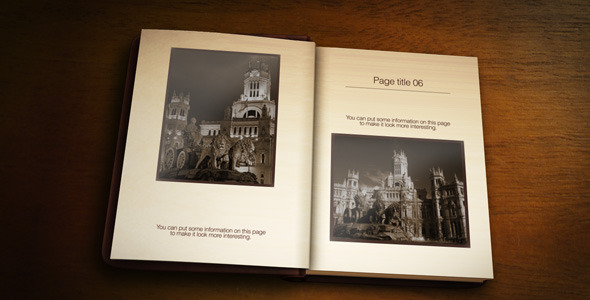 You can put some information on this page
to make it look more interesting.
Page title 06
You can put some information on this page
to make it look more interesting.